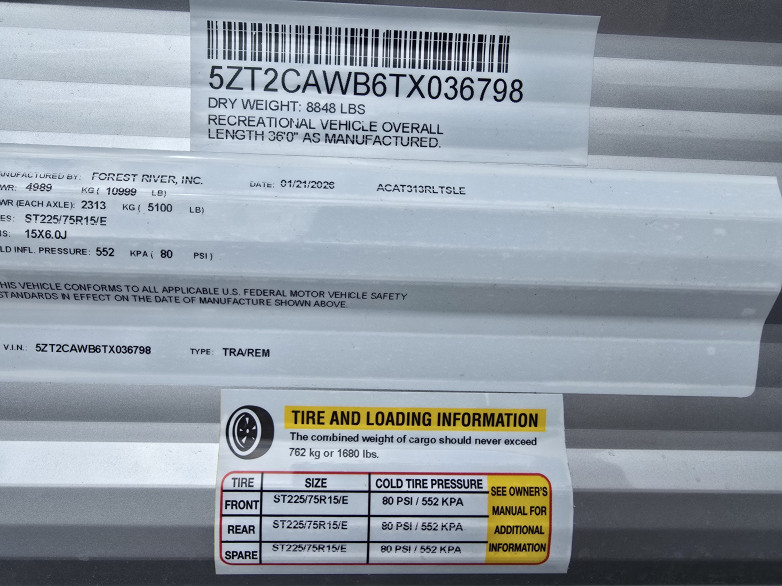 5ZT2CAWB6TX036798
DRY WEIGHT: 8848 LBS
RECREATIONAL VEHICLE OVERALL
LENGTH 36'0" AS MANUFACTURED.
ANUFACTURED BY: FOREST RIVER, INC. DATE: 01/21/2026 ACAT313RLTSLE
WR: 4989 KG ( 10999 LB)
WR (EACH AXLE): 2313 KG ( 5100 LB)
ES: ST225/75R15/E
S: 15X6.0J
LD INFL. PRESSURE: 552 KPA ( 80 PSI )
HIS VEHICLE CONFORMS TO ALL APPLICABLE U.S. FEDERAL MOTOR VEHICLE SAFETY
STANDARDS IN EFFECT ON THE DATE OF MANUFACTURE SHOWN ABOVE.
V.I.N.: 5ZT2CAWB6TX036798 TYPE: TRA/REM
TIRE AND LOADING INFORMATION
The combined weight of cargo should never exceed
762 kg or 1680 lbs.
TIRE SIZE COLD TIRE PRESSURE SEE OWNER'S
FRONT ST225/75R15/E 80 PSI / 552 KPA MANUAL FOR
REAR ST225/75R15/E 80 PSI / 552 KPA ADDITIONAL
SPARE ST225/75R15/E 80 PSI / 552 KPA INFORMATION